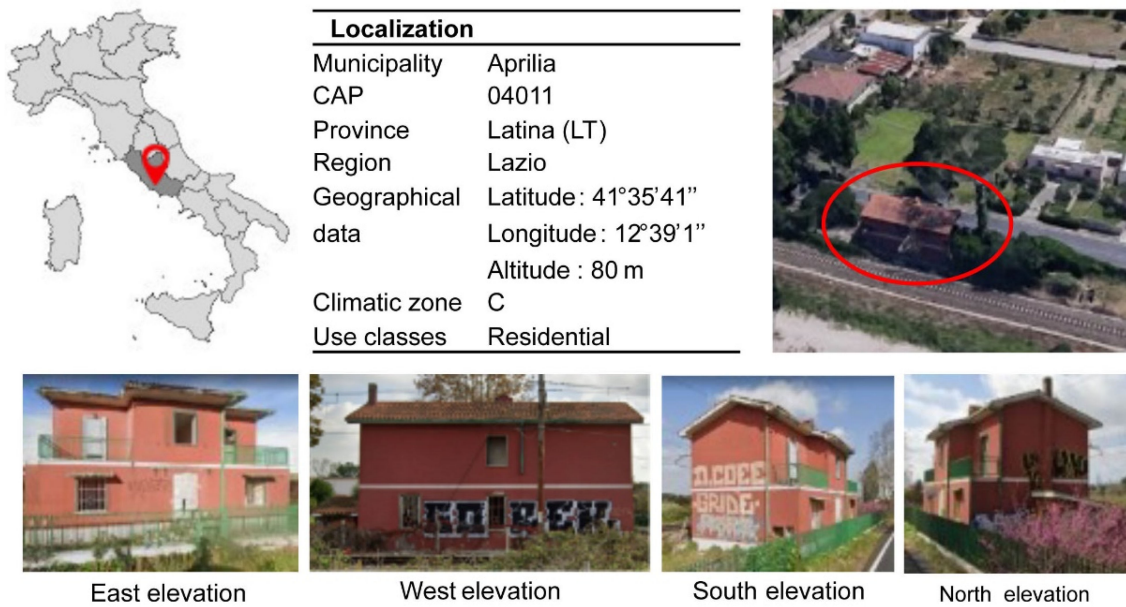 Localization
Municipality Aprilia
CAP 04011
Province Latina (LT)
Region Lazio
Geographical Latitude : 41°35’41’’
data Longitude : 12°39’1’’
Altitude : 80 m
Climatic zone C
Use classes Residential
GRIDE
East elevation
West elevation
South elevation
North elevation